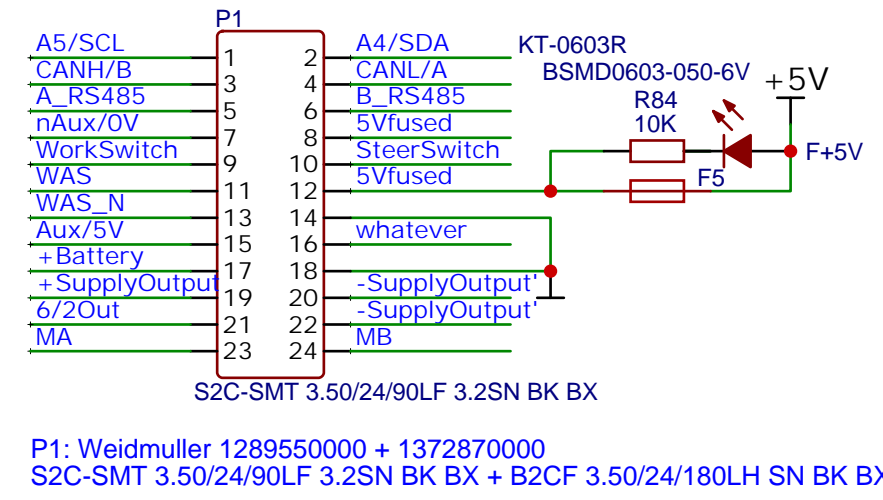 P1
A5/SCL 1 2 A4/SDA KT-0603R
CANH/B 3 4 CANL/A BSMD0603-050-6V +5V
A_RS485 5 6 B_RS485 R84
nAux/0V 7 8 5Vfused 10K
WorkSwitch 9 10 SteerSwitch F+5V
WAS 11 12 5Vfused F5
WAS_N 13 14
Aux/5V 15 16 whatever
+Battery 17 18
+SupplyOutput 19 20 -SupplyOutput'
6/2Out 21 22 -SupplyOutput'
MA 23 24 MB
S2C-SMT 3.50/24/90LF 3.2SN BK BX
P1: Weidmuller 1289550000 + 1372870000
S2C-SMT 3.50/24/90LF 3.2SN BK BX + B2CF 3.50/24/180LH SN BK BX